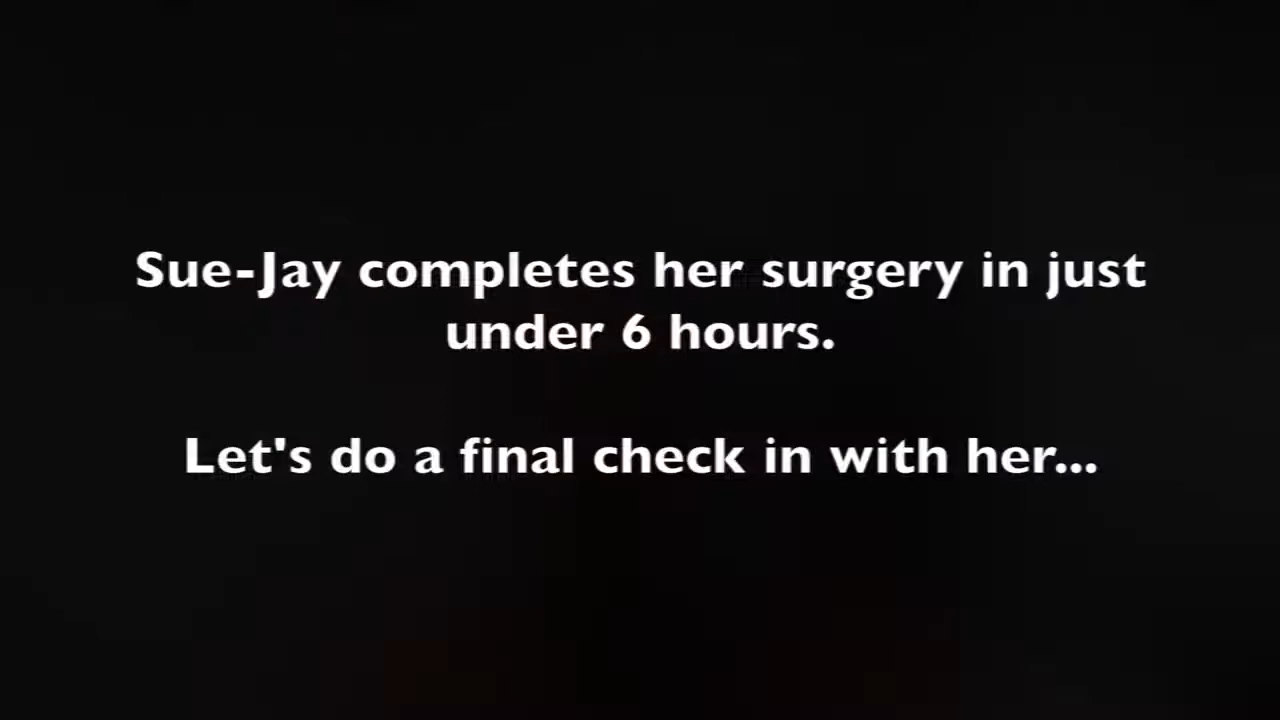 Sue-Jay completes her surgery in just
under 6 hours.
Let's do a final check in with her...